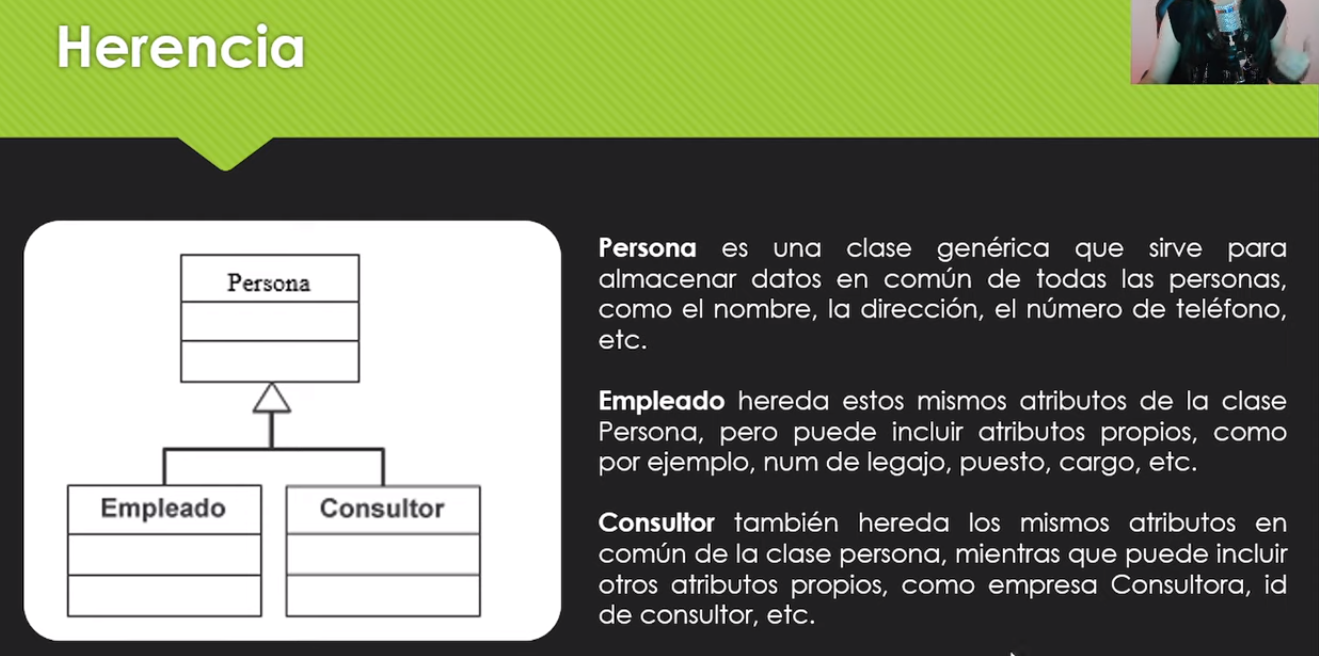 Herencia
Persona
Empleado
Consultor
Persona es una clase genérica que sirve para
almacenar datos en común de todas las personas,
como el nombre, la dirección, el número de teléfono,
etc.
Empleado hereda estos mismos atributos de la clase
Persona, pero puede incluir atributos propios, como
por ejemplo, num de legajo, puesto, cargo, etc.
Consultor también hereda los mismos atributos en
común de la clase persona, mientras que puede incluir
otros atributos propios, como empresa Consultora, id
de consultor, etc.